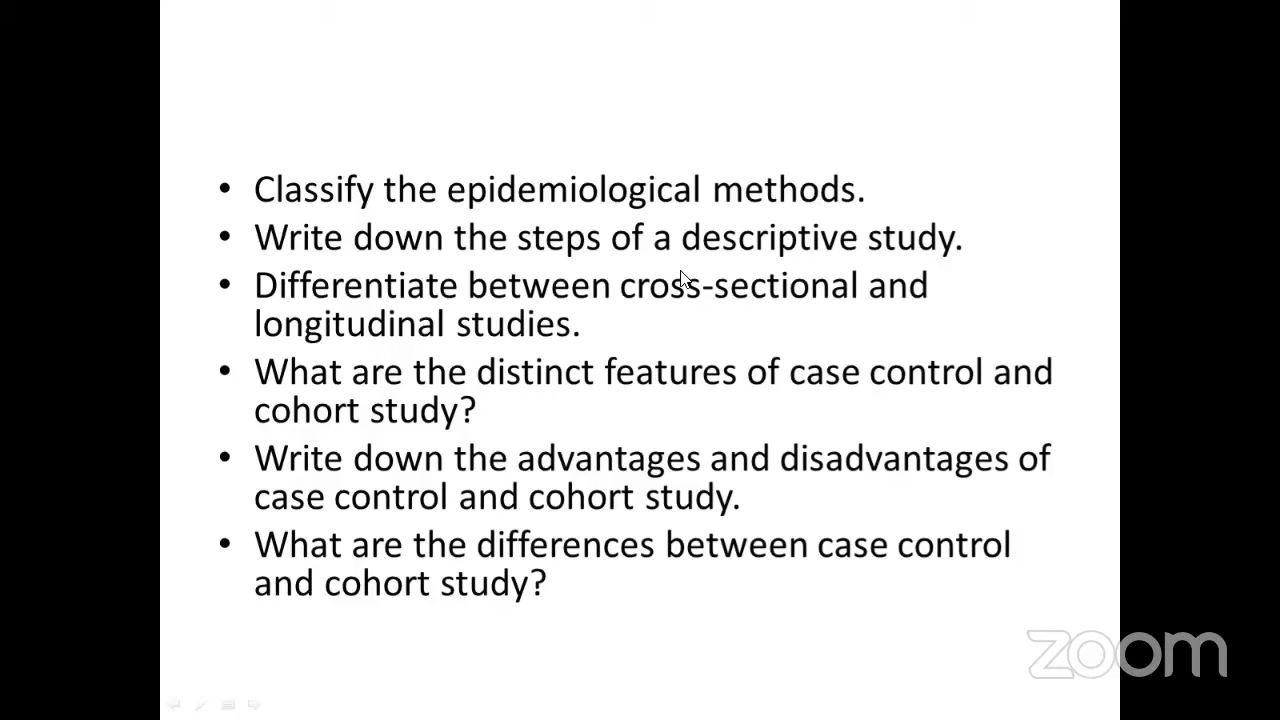 • Classify the epidemiological methods.
• Write down the steps of a descriptive study.
• Differentiate between cross-sectional and
longitudinal studies.
• What are the distinct features of case control and
cohort study?
• Write down the advantages and disadvantages of
case control and cohort study.
• What are the differences between case control
and cohort study?
zoom